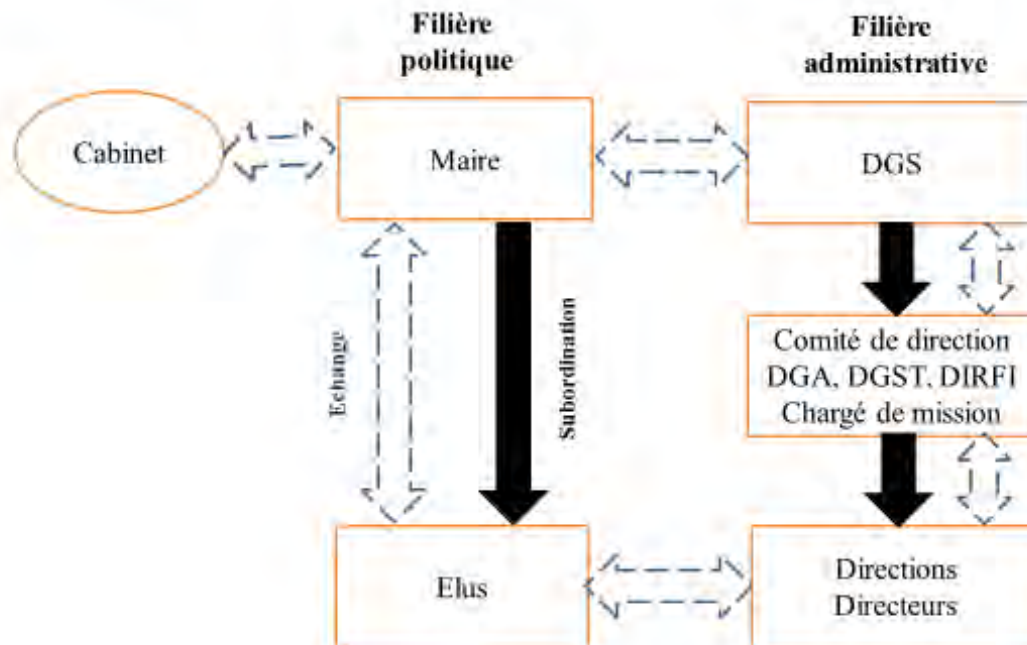 Filière
politique
Filière
administrative
Cabinet
Maire
DGS
Echange
Subordination
Comité de direction
DGA, DGST, DIRFI
Chargé de mission
Elus
Directions
Directeurs